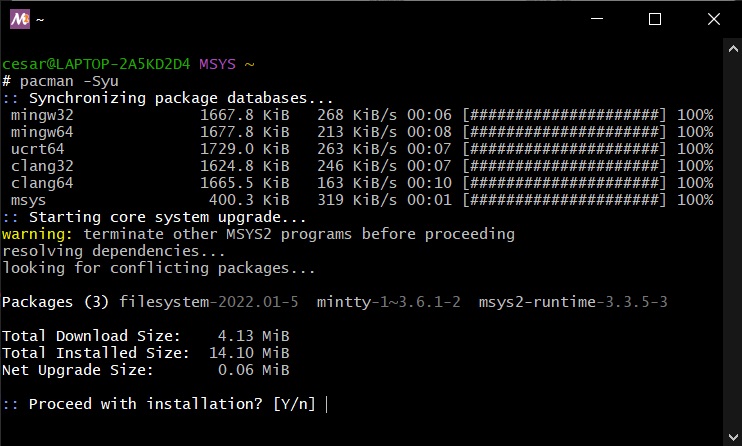 M ~
cesar@LAPTOP-2A5KD2D4 MSYS ~
# pacman -Syu
:: Synchronizing package databases...
mingw32 1667.8 KiB 268 KiB/s 00:06 [#####################] 100%
mingw64 1677.8 KiB 213 KiB/s 00:08 [#####################] 100%
ucrt64 1729.0 KiB 263 KiB/s 00:07 [#####################] 100%
clang32 1624.8 KiB 246 KiB/s 00:07 [#####################] 100%
clang64 1665.5 KiB 163 KiB/s 00:10 [#####################] 100%
msys 400.3 KiB 319 KiB/s 00:01 [#####################] 100%
:: Starting core system upgrade...
warning: terminate other MSYS2 programs before proceeding
resolving dependencies...
looking for conflicting packages...
Packages (3) filesystem-2022.01-5 mintty-1~3.6.1-2 msys2-runtime-3.3.5-3
Total Download Size: 4.13 MiB
Total Installed Size: 14.10 MiB
Net Upgrade Size: 0.06 MiB
:: Proceed with installation? [Y/n]